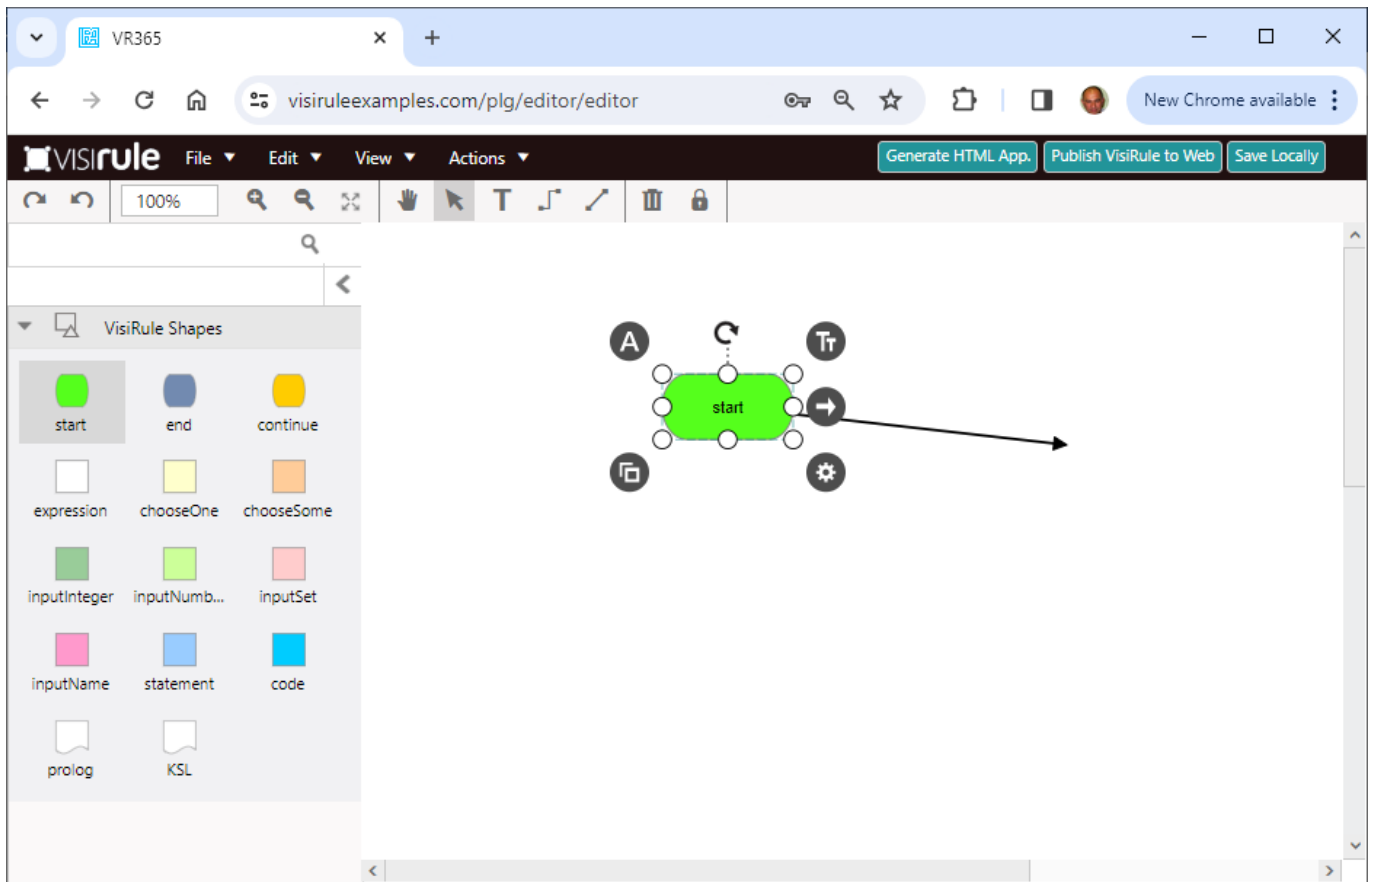 VR365
visiruleexamples.com/plg/editor/editor
New Chrome available
VISIrule File Edit View Actions Generate HTML App. Publish VisiRule to Web Save Locally
100% T
VisiRule Shapes
A TT
start end continue
start
expression chooseOne chooseSome
inputInteger inputNumb... inputSet
inputName statement code
prolog KSL